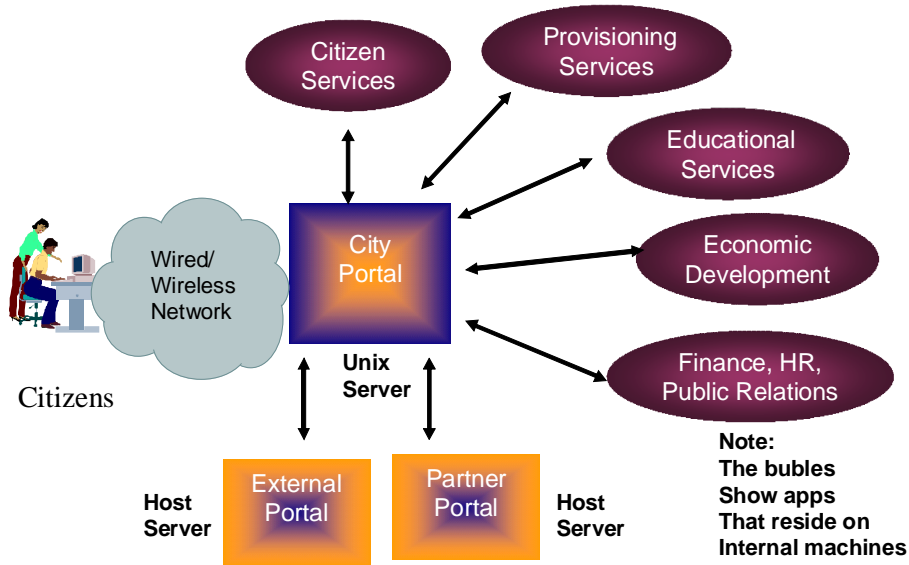 Citizen
Services
Provisioning
Services
Educational
Services
Economic
Development
Finance, HR,
Public Relations
City
Portal
Wired/
Wireless
Network
Citizens
Unix
Server
External
Portal
Partner
Portal
Host
Server
Host
Server
Note:
The bubles
Show apps
That reside on
Internal machines